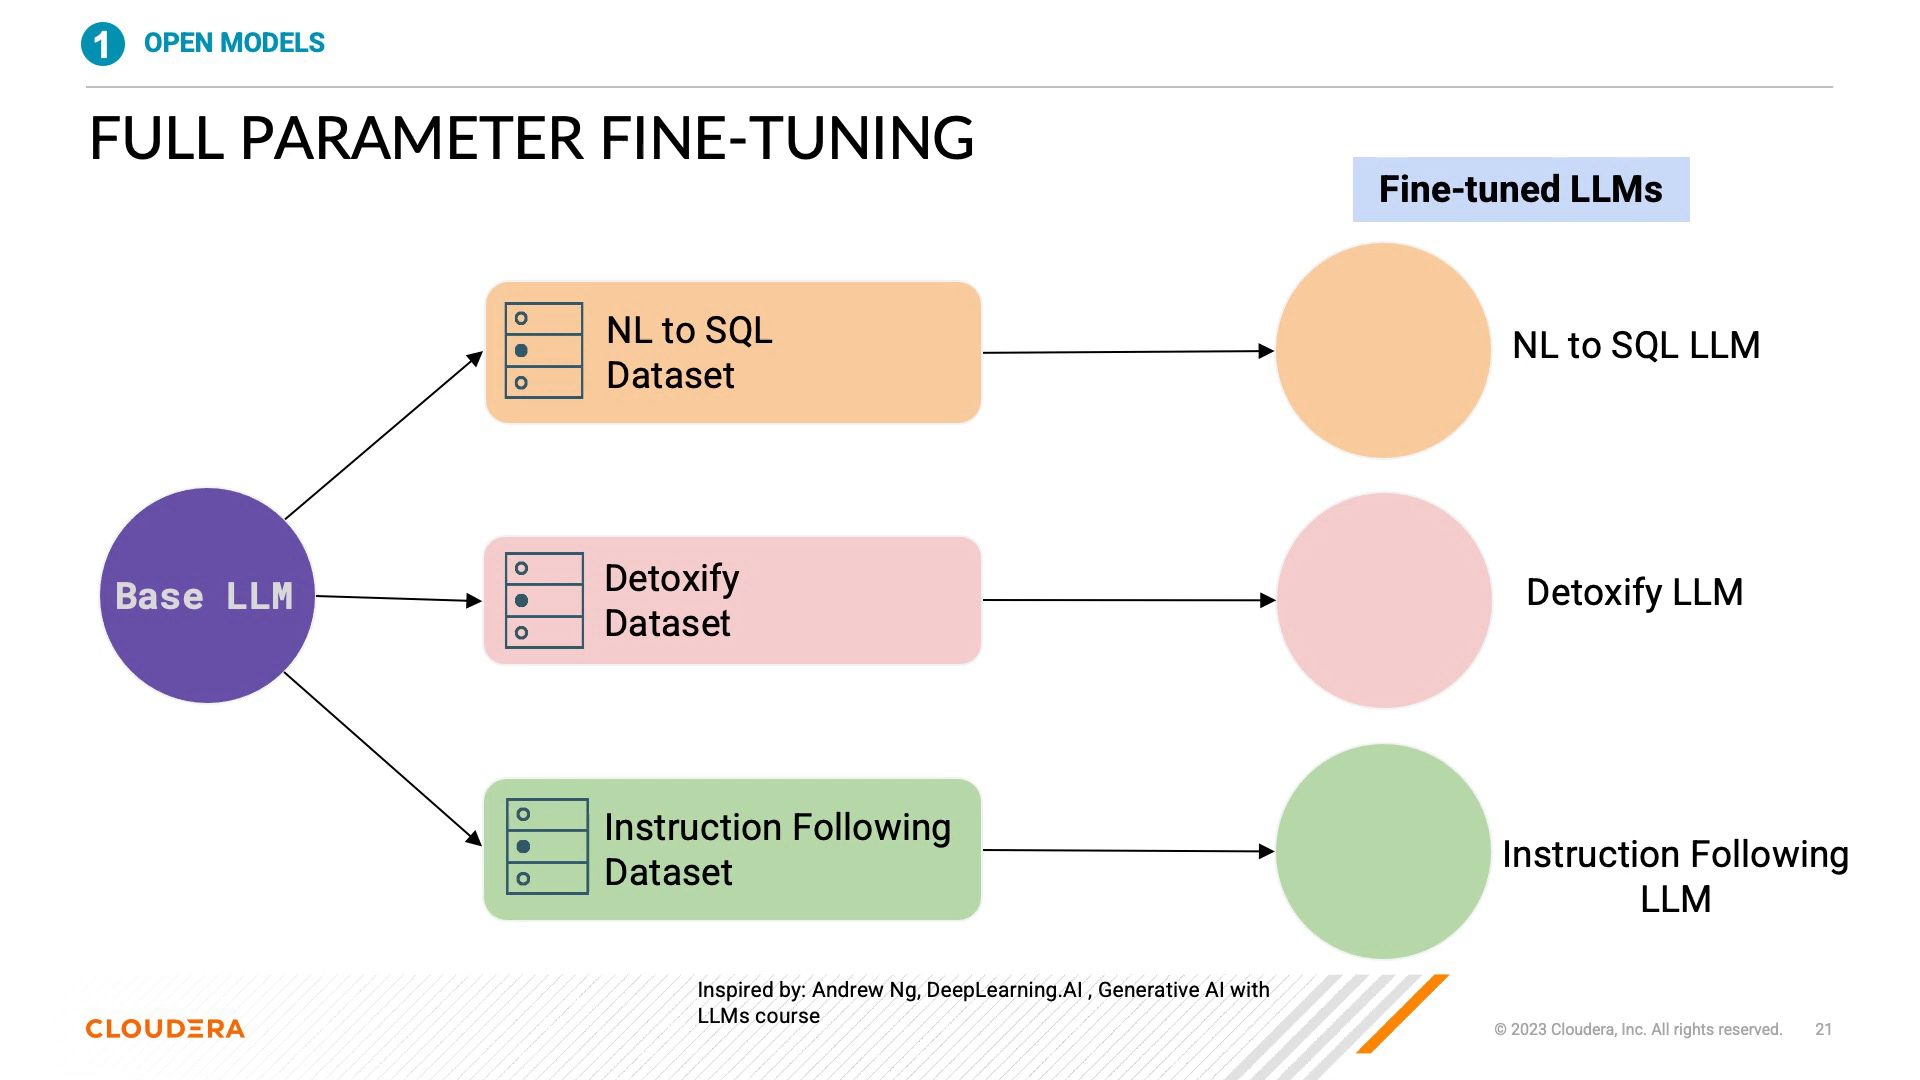 1 OPEN MODELS
FULL PARAMETER FINE-TUNING
Fine-tuned LLMs
NL to SQL
Dataset
NL to SQL LLM
Base LLM
Detoxify
Dataset
Detoxify LLM
Instruction Following
Dataset
Instruction Following
LLM
Inspired by: Andrew Ng, DeepLearning.AI , Generative AI with
LLMs course
CLOUDERA
© 2023 Cloudera, Inc. All rights reserved. 21